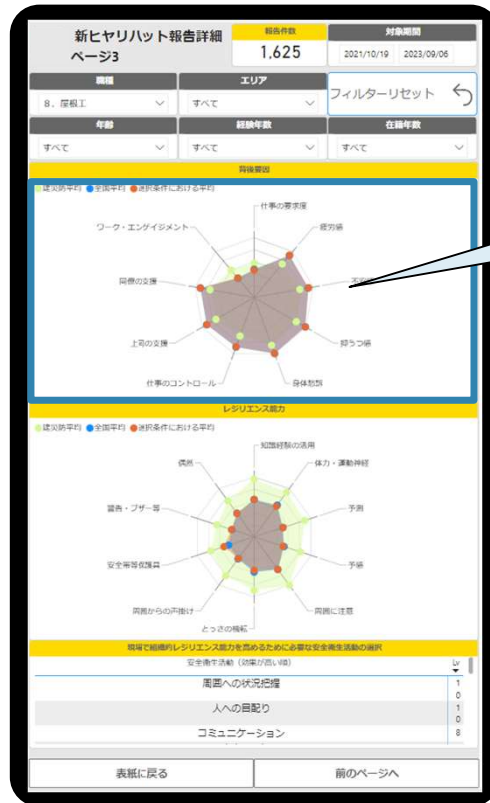 新ヒヤリハット報告詳細
ページ3
報告件数
1,625
対象期間
2021/10/19 2023/09/06
職種
8. 屋根工
エリア
すべて
フィルターリセット
年齢
すべて
経験年数
すべて
在籍年数
すべて
背後要因
建災防平均 全国平均 選択条件における平均
仕事の要求度
疲労感
抑うつ感
身体愁訴
仕事のコントロール
上司の支援
同僚の支援
ワーク・エンゲイジメント
レジリエンス能力
建災防平均 全国平均 選択条件における平均
知識経験の活用
体力・運動神経
予測
予感
周囲に注意
とっさの機転
周囲からの声掛け
安全帯等保護具
警告・ブザー等
偶然
現場で組織的レジリエンス能力を高めるために必要な安全衛生活動の選択
安全衛生活動(効果が高い順) Lv
周囲への状況把握 10
人への目配り 10
コミュニケーション 8
表紙に戻る
前のページへ